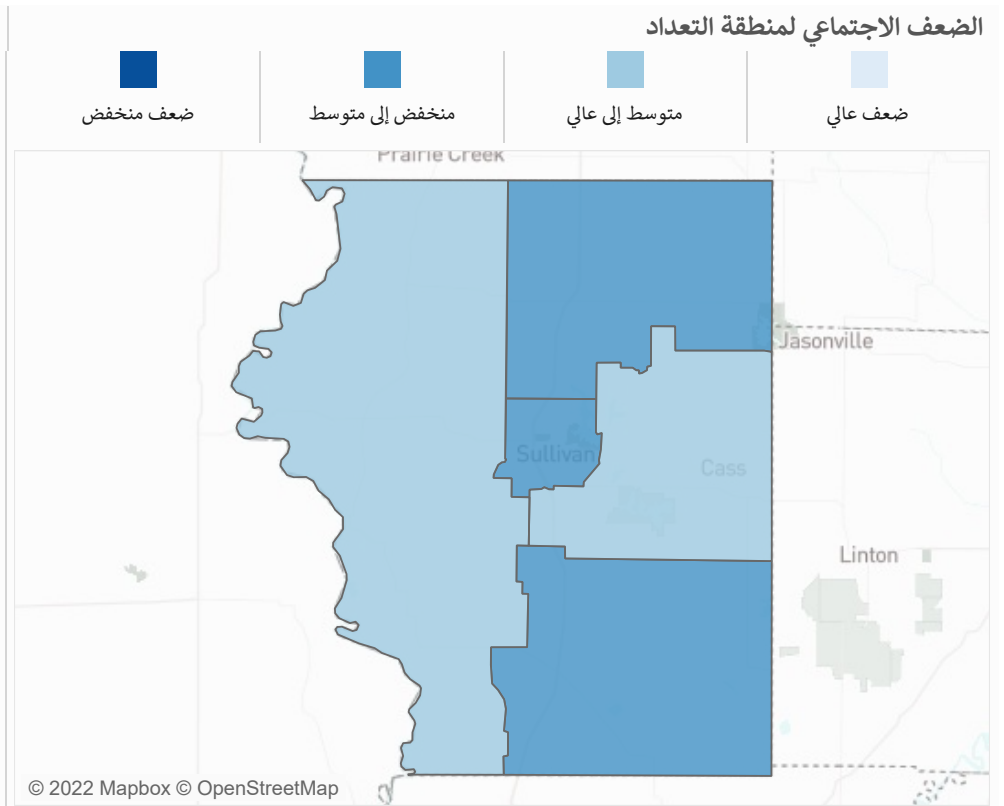 الضعف الاجتماعي لمنطقة التعداد
ضعف عالي
متوسط إلى عالي
منخفض إلى متوسط
ضعف منخفض
Prairie Creek
Jasonville
Sullivan
Cass
Linton
© 2022 Mapbox © OpenStreetMap